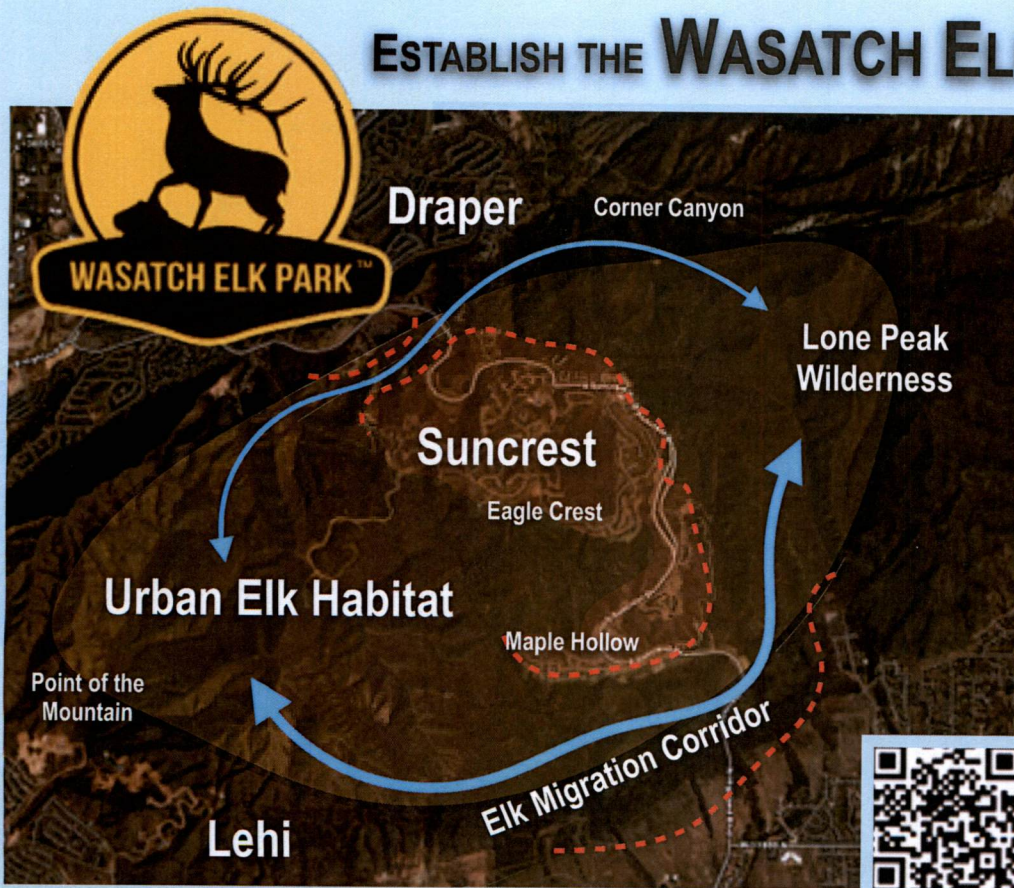 ESTABLISH THE WASATCH EL
WASATCH ELK PARK™
Draper
Corner Canyon
Lone Peak
Wilderness
Suncrest
Eagle Crest
Urban Elk Habitat
Maple Hollow
Point of the
Mountain
Elk Migration Corridor
Lehi